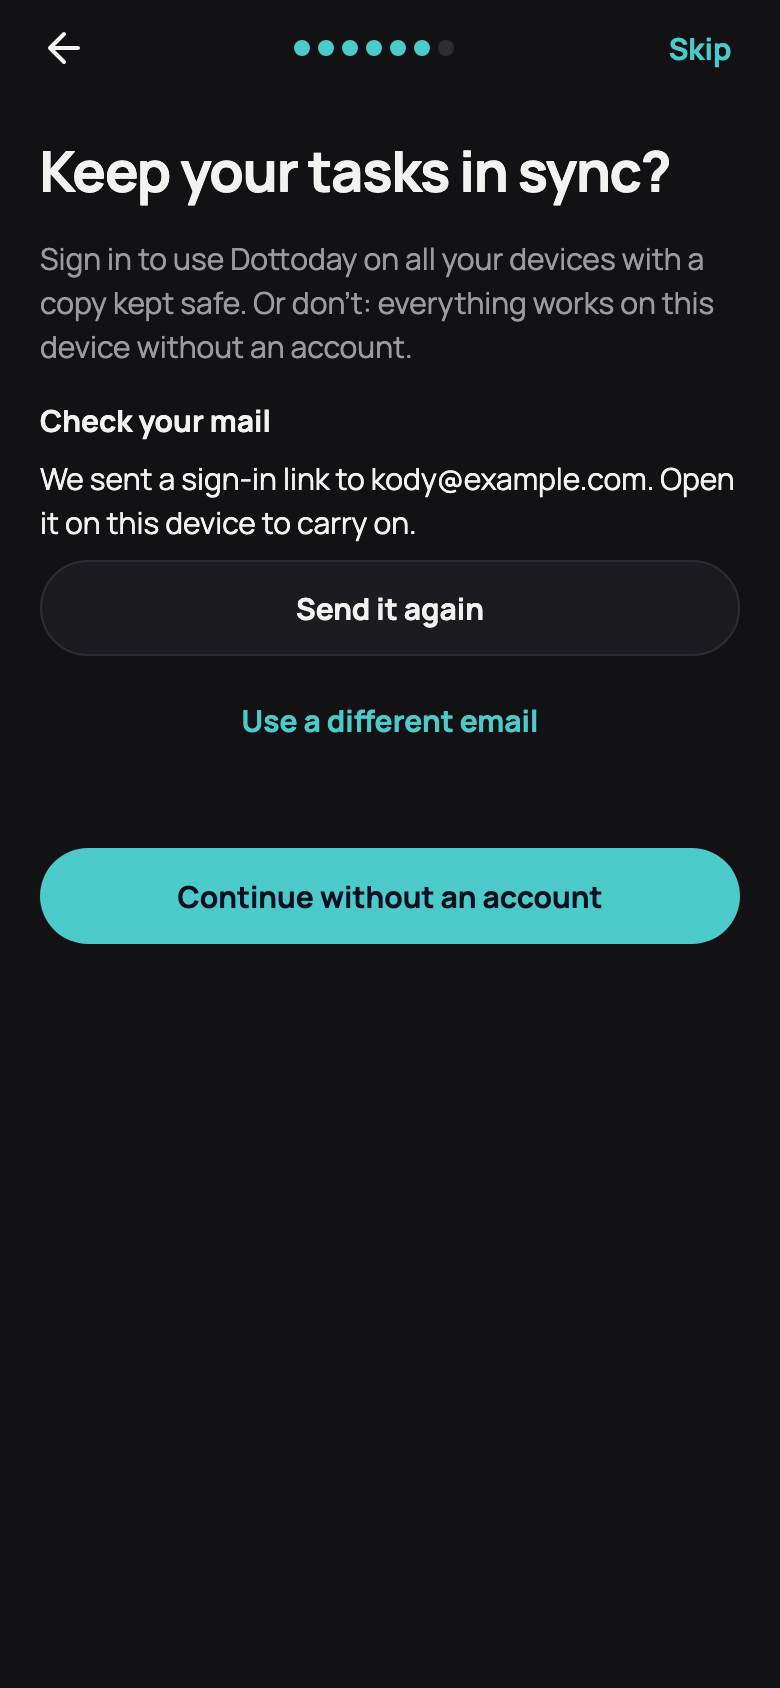 Skip
Keep your tasks in sync?
Sign in to use Dottoday on all your devices with a
copy kept safe. Or don’t: everything works on this
device without an account.
Check your mail
We sent a sign-in link to kody@example.com. Open
it on this device to carry on.
Send it again
Use a different email
Continue without an account